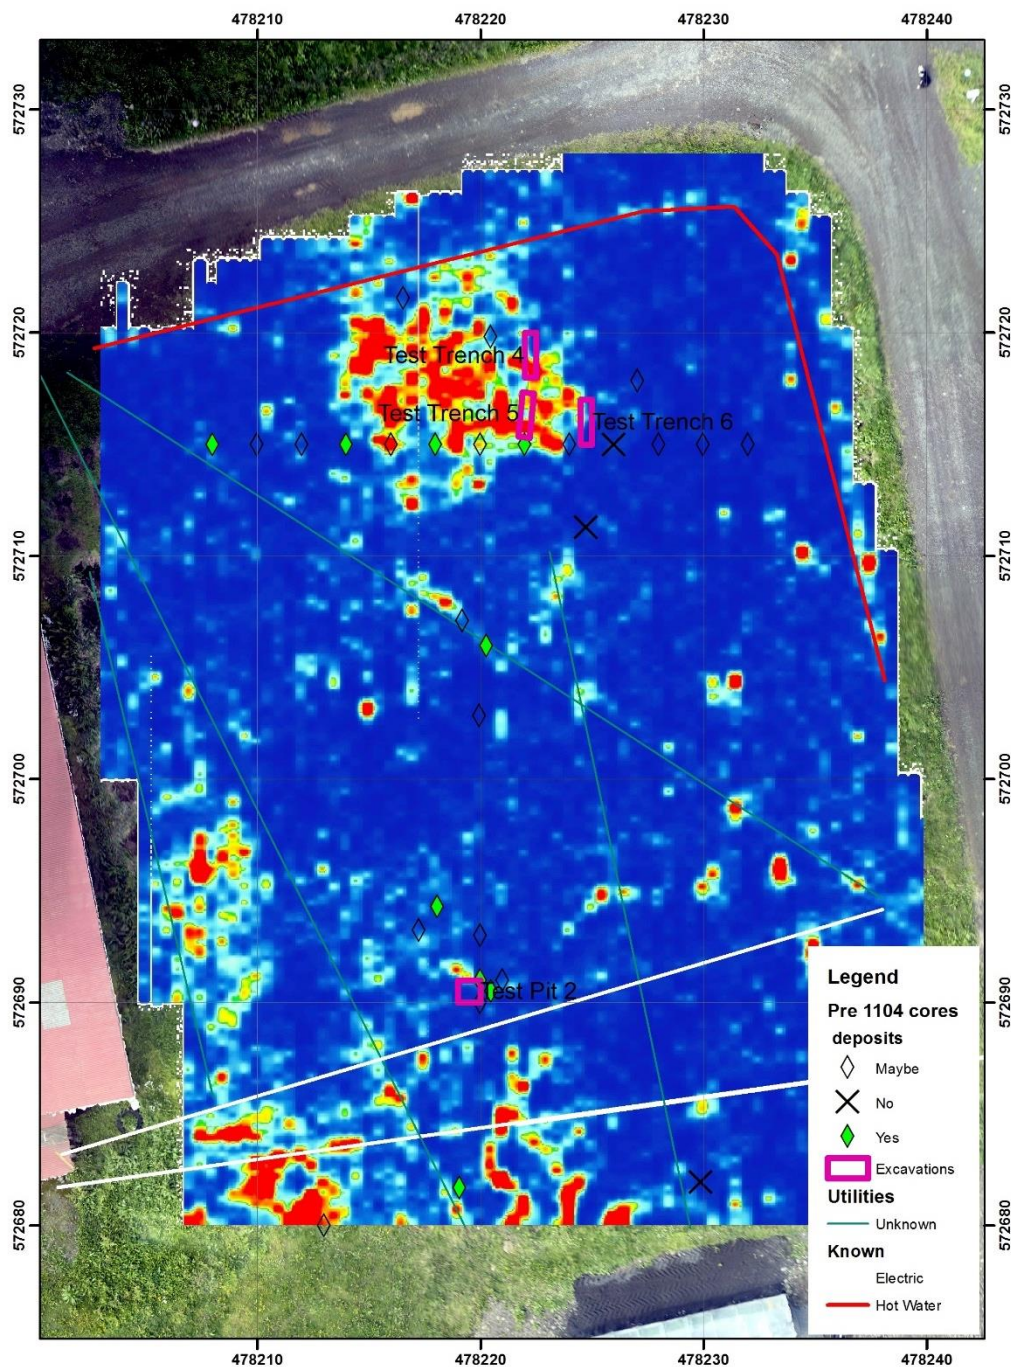 478210 478220 478230 478240
572730 572730
572720 572720
Test Trench 4
Test Trench 5
Test Trench 6
572710 572710
572700 572700
572690 572690
Test Pit 2
572680 572680
Legend
Pre 1104 cores
deposits
Maybe
No
Yes
Excavations
Utilities
Unknown
Known
Electric
Hot Water
478210 478220 478230 478240